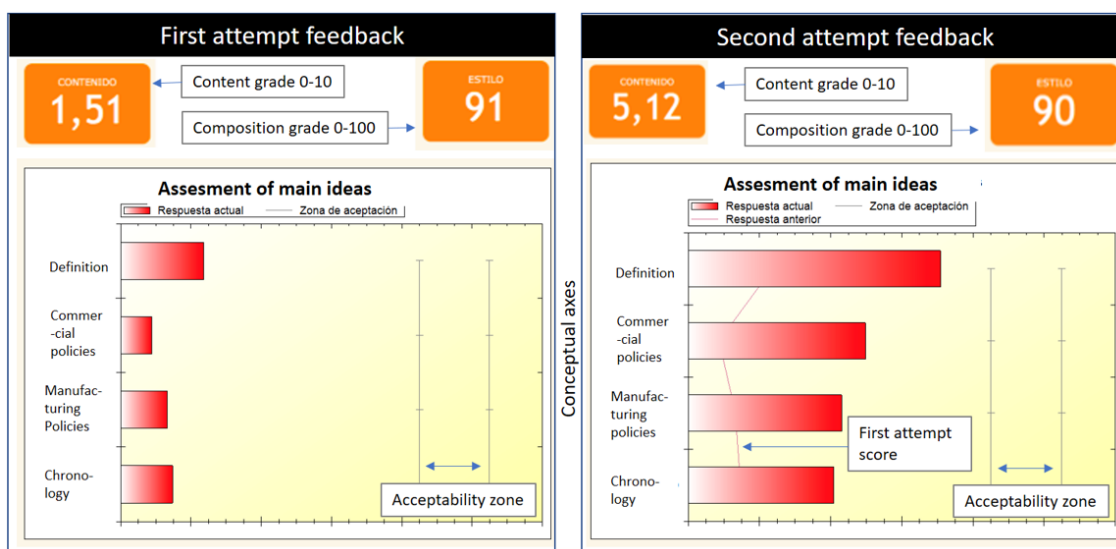 First attempt feedback
CONTENIDO
1,51
Content grade 0-10
Composition grade 0-100
ESTILO
91
Assesment of main ideas
Respuesta actual
Zona de aceptación
Definition
Commer
-cial
policies
Manufac-
turing
Policies
Chrono-
logy
Acceptability zone
Conceptual axes
Second attempt feedback
CONTENIDO
5,12
Content grade 0-10
Composition grade 0-100
ESTILO
90
Assesment of main ideas
Respuesta actual
Zona de aceptación
Respuesta anterior
Definition
Commer
-cial
policies
Manufac-
turing
policies
Chrono-
logy
First attempt
score
Acceptability zone